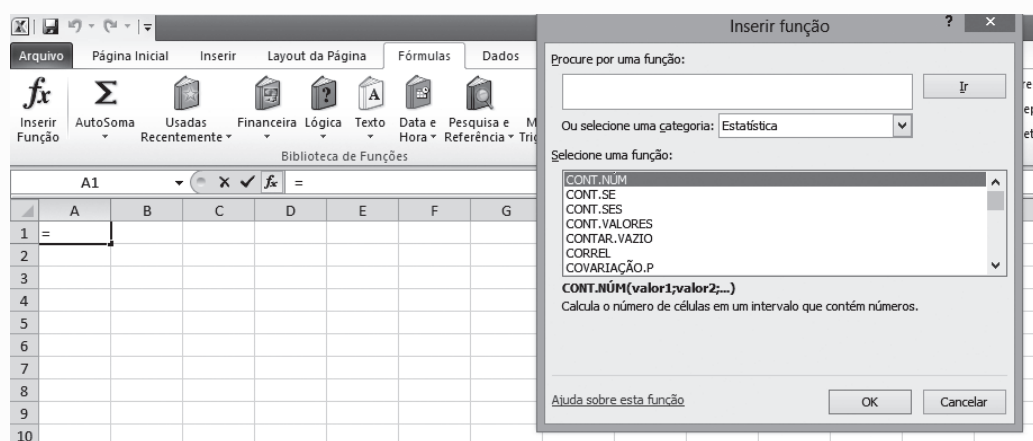 Arquivo Página Inicial Inserir Layout da Página Fórmulas Dados
fx Σ ? A
Inserir Função
AutoSoma
Usadas Recentemente
Financeira
Lógica
Texto
Data e Hora
Pesquisa e Referência
Biblioteca de Funções
A1 fx =
A B C D E F G
1 =
2
3
4
5
6
7
8
9
10
Inserir função ? ×
Procure por uma função:
Ir
Ou selecione uma categoria: Estatística
Selecione uma função:
CONT.NÚM
CONT.SE
CONT.SES
CONT.VALORES
CONTAR.VAZIO
CORREL
COVARIAÇÃO.P
CONT.NÚM(valor1;valor2;...)
Calcula o número de células em um intervalo que contém números.
Ajuda sobre esta função
OK Cancelar